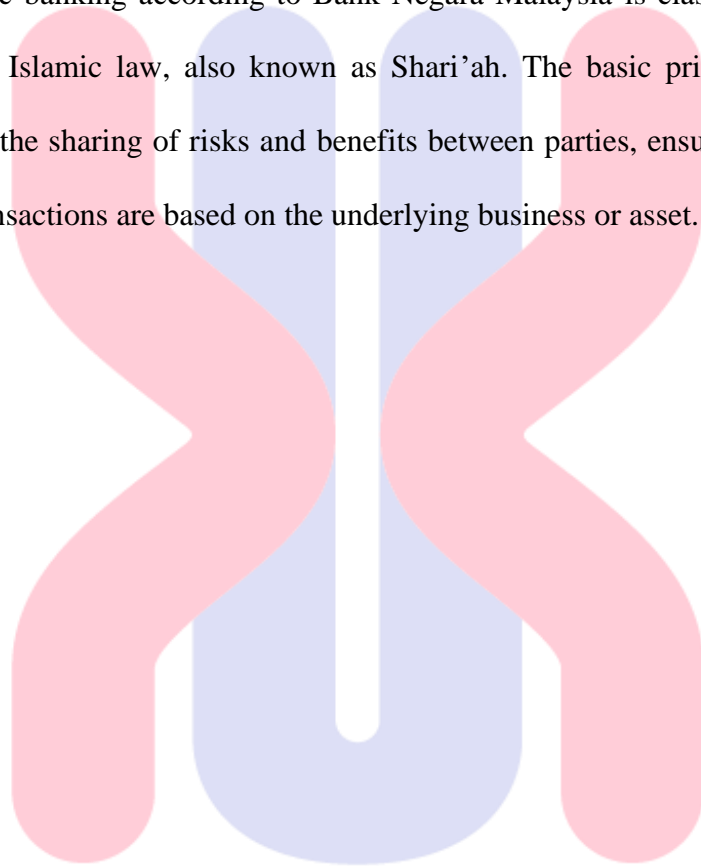 banking according to Bank Negara Malaysia is
Islamic law, also known as Shari'ah. The basic
the sharing of risks and benefits between parties,
are based on the underlying business or asset.